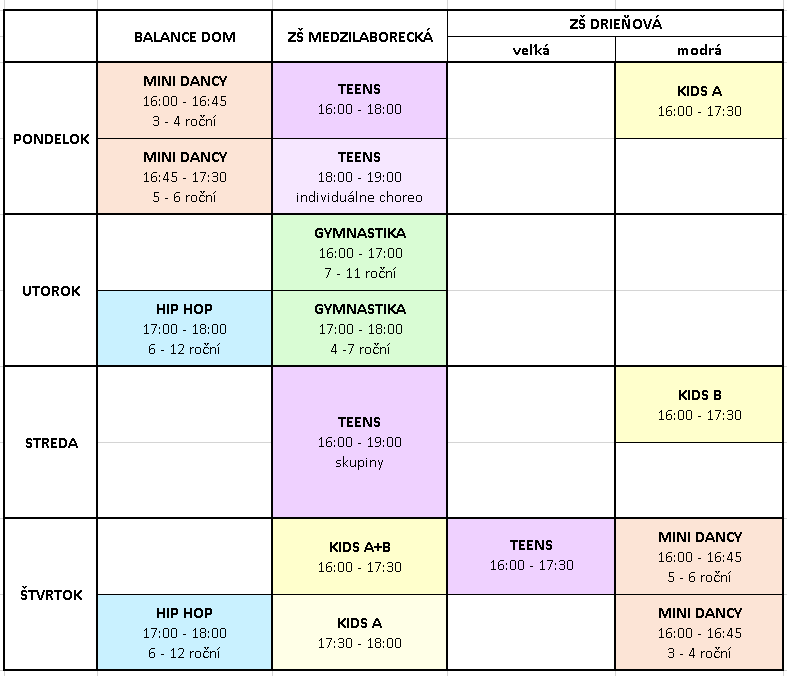 BALANCE DOM
ZŠ MEDZILABORECKÁ
ZŠ DRIEŇOVÁ
veľká
modrá
PONDELOK
MINI DANCY
16:00 - 16:45
3 - 4 roční
TEENS
16:00 - 18:00
KIDS A
16:00 - 17:30
MINI DANCY
16:45 - 17:30
5 - 6 roční
TEENS
18:00 - 19:00
individuálne choreo
UTOROK
GYMNASTIKA
16:00 - 17:00
7 - 11 roční
HIP HOP
17:00 - 18:00
6 - 12 roční
GYMNASTIKA
17:00 - 18:00
4 -7 roční
STREDA
TEENS
16:00 - 19:00
skupiny
KIDS B
16:00 - 17:30
ŠTVRTOK
KIDS A+B
16:00 - 17:30
TEENS
16:00 - 17:30
MINI DANCY
16:00 - 16:45
5 - 6 roční
HIP HOP
17:00 - 18:00
6 - 12 roční
KIDS A
17:30 - 18:00
MINI DANCY
16:00 - 16:45
3 - 4 roční